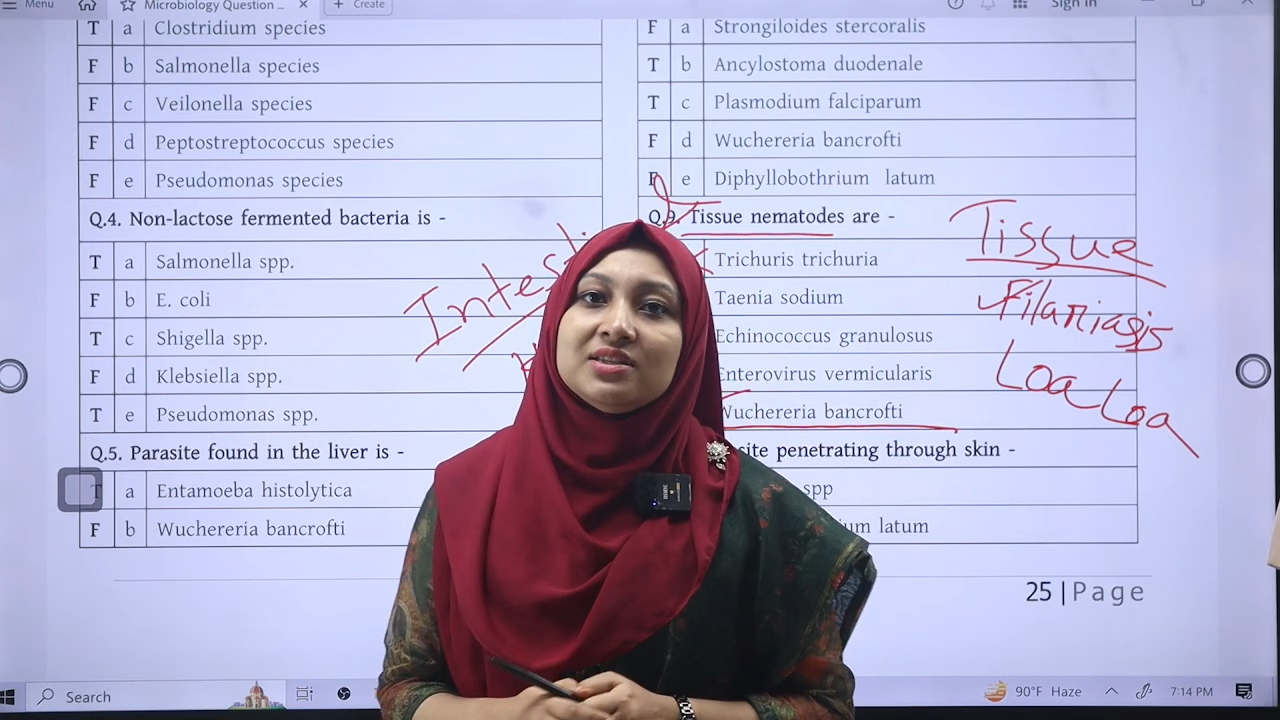 Menu
Microbiology Question ...
Create
Sign in
T a Clostridium species
F b Salmonella species
F c Veilonella species
F d Peptostreptococcus species
F e Pseudomonas species
Q.4. Non-lactose fermented bacteria is -
T a Salmonella spp.
F b E. coli
T c Shigella spp.
F d Klebsiella spp.
T e Pseudomonas spp.
Q.5. Parasite found in the liver is -
T a Entamoeba histolytica
F b Wuchereria bancrofti
F a Strongiloides stercoralis
T b Ancylostoma duodenale
T c Plasmodium falciparum
F d Wuchereria bancrofti
F e Diphyllobothrium latum
Q.9. Tissue nematodes are -
Trichuris trichuria
Taenia sodium
Echinococcus granulosus
Enterovirus vermicularis
Wuchereria bancrofti
site penetrating through skin -
spp
um latum
Intesti
Tissue
Filariasis
Loa Loa
25 | Page
Search
90°F Haze
7:14 PM